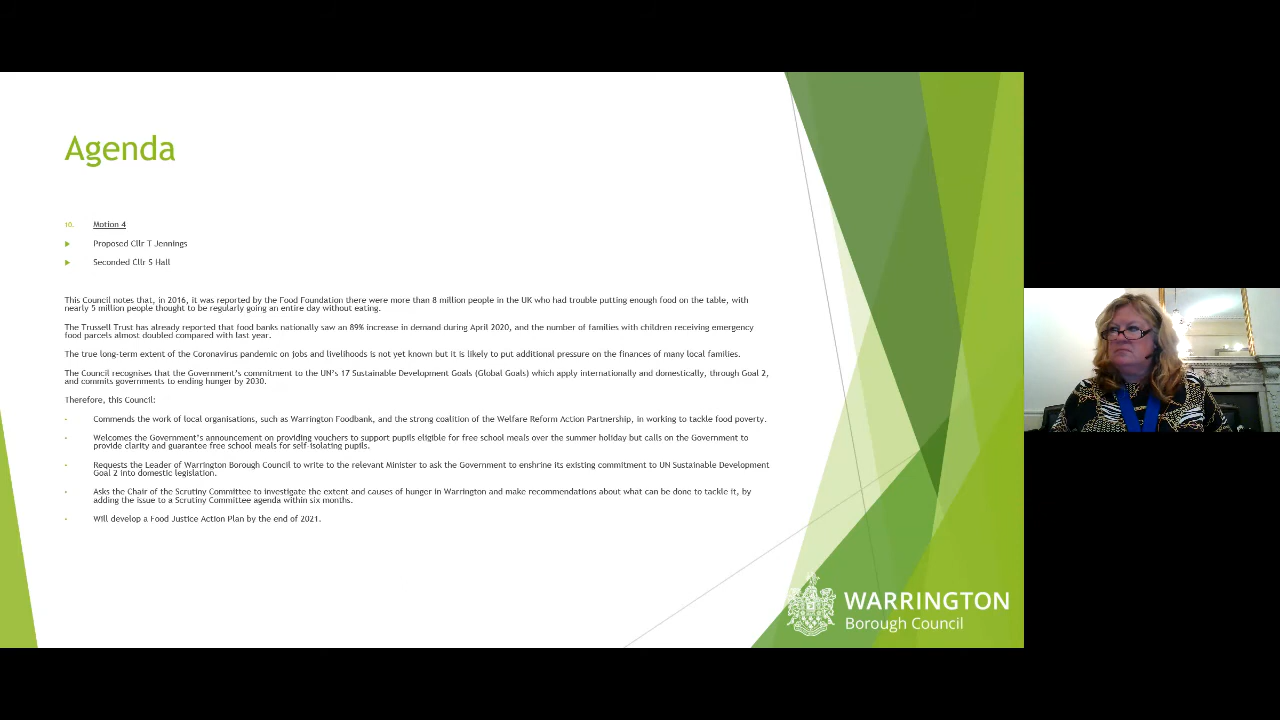 Agenda
10. Motion 4
Proposed Cllr T Jennings
Seconded Cllr S Hall
This Council notes that, in 2016, it was reported by the Food Foundation there were more than 8 million people in the UK who had trouble putting enough food on the table, with
nearly 5 million people thought to be regularly going an entire day without eating.
The Trussell Trust has already reported that food banks nationally saw an 89% increase in demand during April 2020, and the number of families with children receiving emergency
food parcels almost doubled compared with last year.
The true long-term extent of the Coronavirus pandemic on jobs and livelihoods is not yet known but it is likely to put additional pressure on the finances of many local families.
The Council recognises that the Government's commitment to the UN's 17 Sustainable Development Goals (Global Goals) which apply internationally and domestically, through Goal 2,
and commits governments to ending hunger by 2030.
Therefore, this Council:
- Commends the work of local organisations, such as Warrington Foodbank, and the strong coalition of the Welfare Reform Action Partnership, in working to tackle food poverty.
- Welcomes the Government's announcement on providing vouchers to support pupils eligible for free school meals over the summer holiday but calls on the Government to
provide clarity and guarantee free school meals for self-isolating pupils.
- Requests the Leader of Warrington Borough Council to write to the relevant Minister to ask the Government to enshrine its existing commitment to UN Sustainable Development
Goal 2 into domestic legislation.
- Asks the Chair of the Scrutiny Committee to investigate the extent and causes of hunger in Warrington and make recommendations about what can be done to tackle it, by
adding the issue to a Scrutiny Committee agenda within six months.
- Will develop a Food Justice Action Plan by the end of 2021.
WARRINGTON
Borough Council